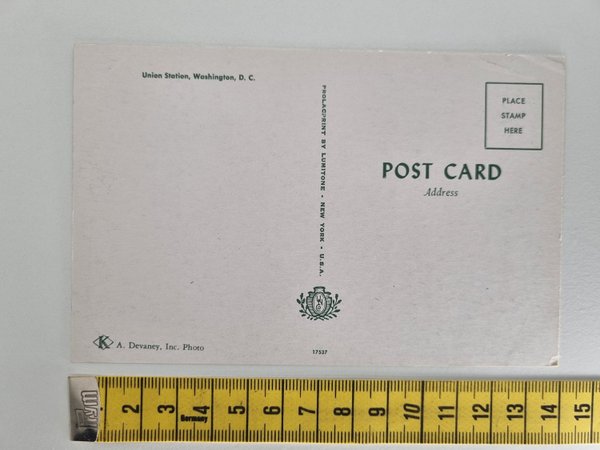 Union Station, Washington, D. C.
PROLACPRINT BY LUMITONE • NEW YORK • U.S.A.
PLACE
STAMP
HERE
POST CARD
Address
K A. Devaney, Inc. Photo
17537
2 3 4 5 6 7 8 9 10 11 12 13 14 15
Germany